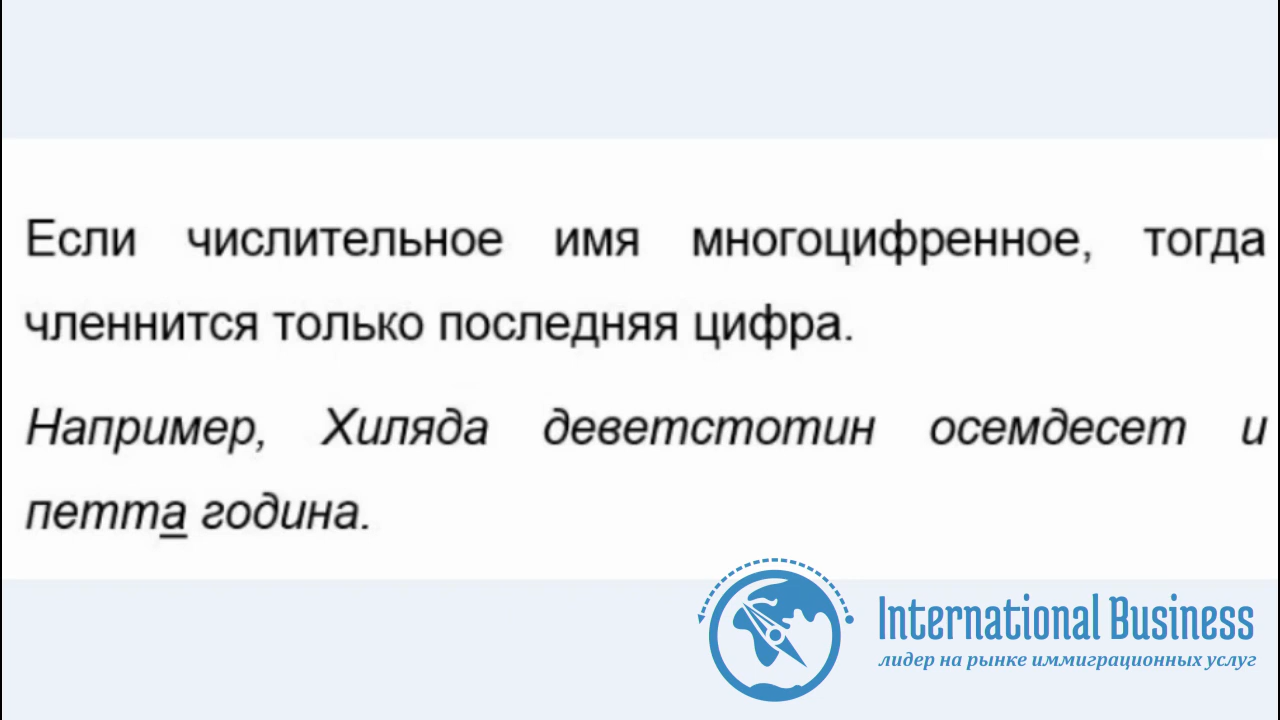 Если числительное имя многоцифренное, тогда
членнится только последняя цифра.
Например, Хиляда деветстотин осемдесет и
петта година.
International Business
лидер на рынке иммиграционных услуг